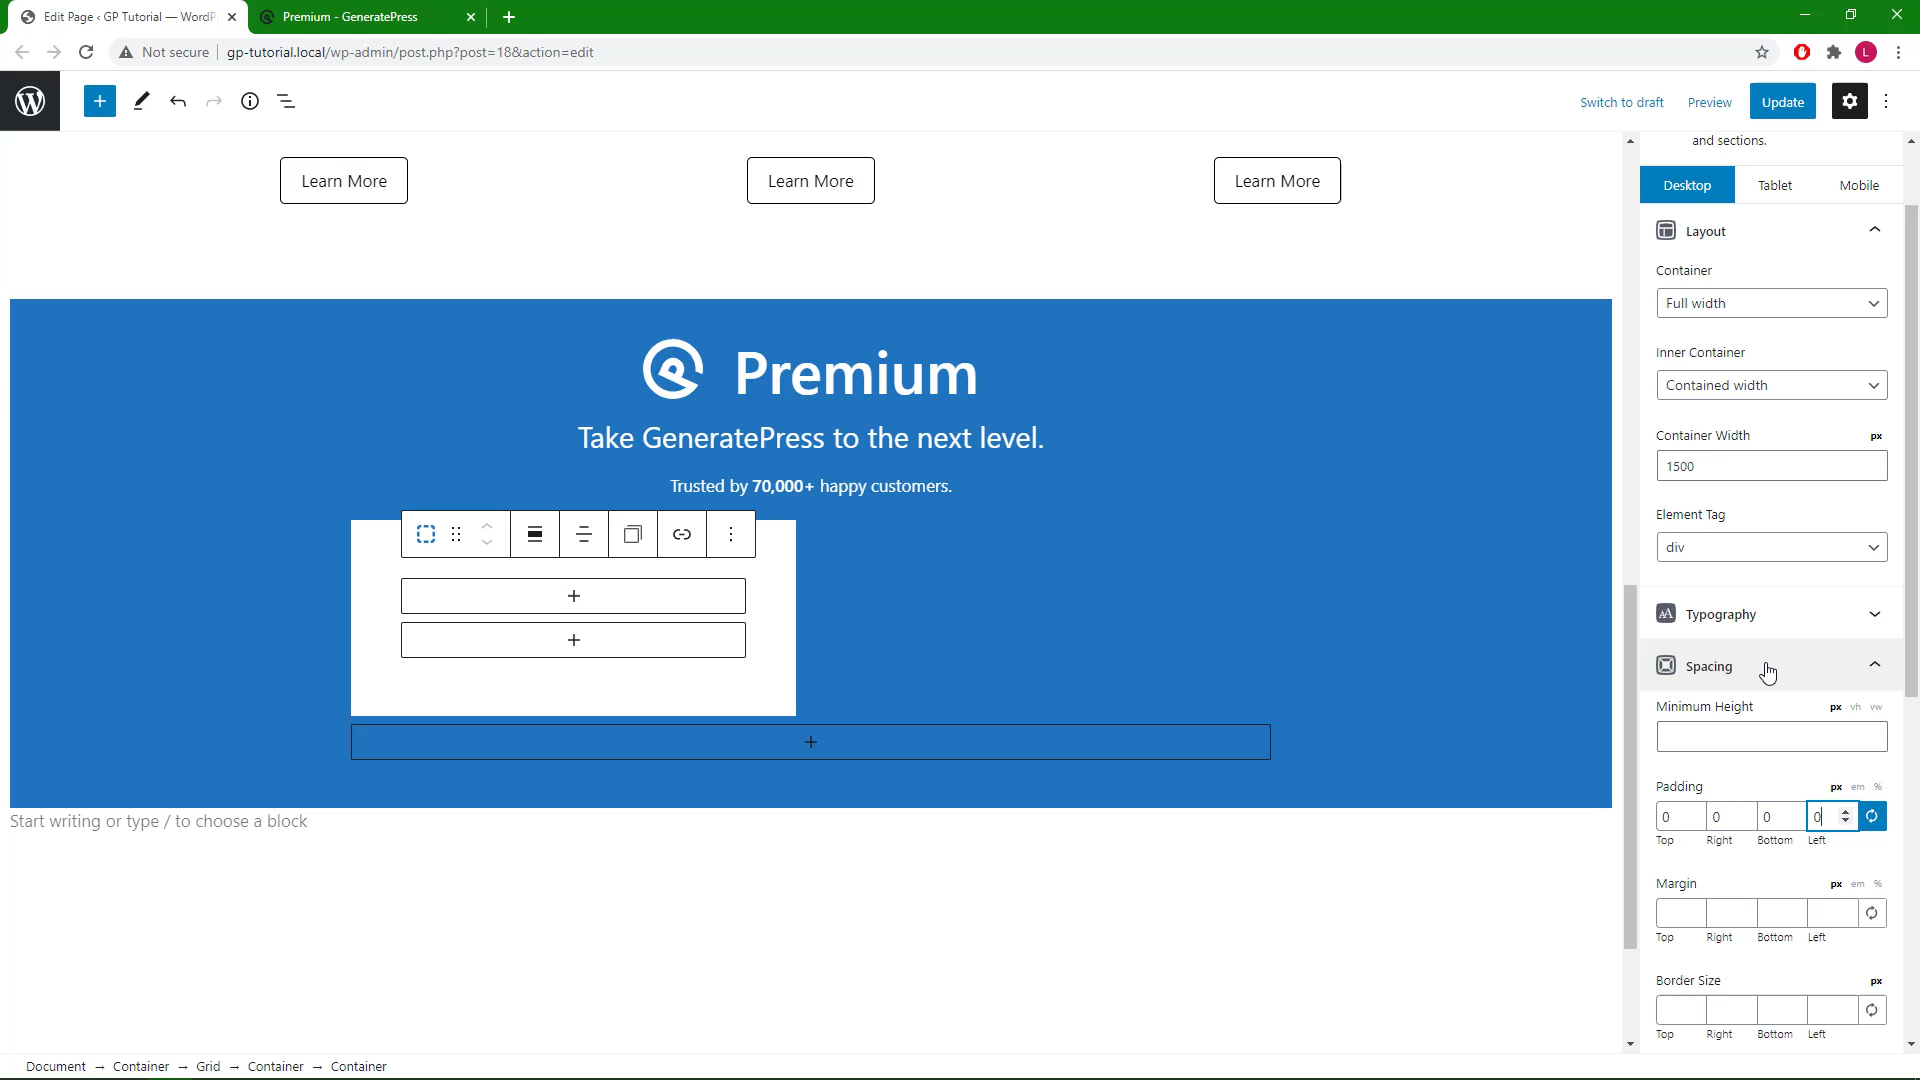 Edit Page ‹ GP Tutorial — WordP
Premium - GeneratePress
Not secure
gp-tutorial.local/wp-admin/post.php?post=18&action=edit
L
Switch to draft
Preview
Update
Learn More
Learn More
Learn More
and sections.
Desktop
Tablet
Mobile
Layout
Container
Full width
Inner Container
Contained width
Container Width px
1500
Element Tag
div
Typography
Spacing
Minimum Height px vh vw
Padding px em %
0 0 0 0
Top Right Bottom Left
Margin px em %
Top Right Bottom Left
Border Size px
Top Right Bottom Left
Premium
Take GeneratePress to the next level.
Trusted by 70,000+ happy customers.
Start writing or type / to choose a block
Document → Container → Grid → Container → Container